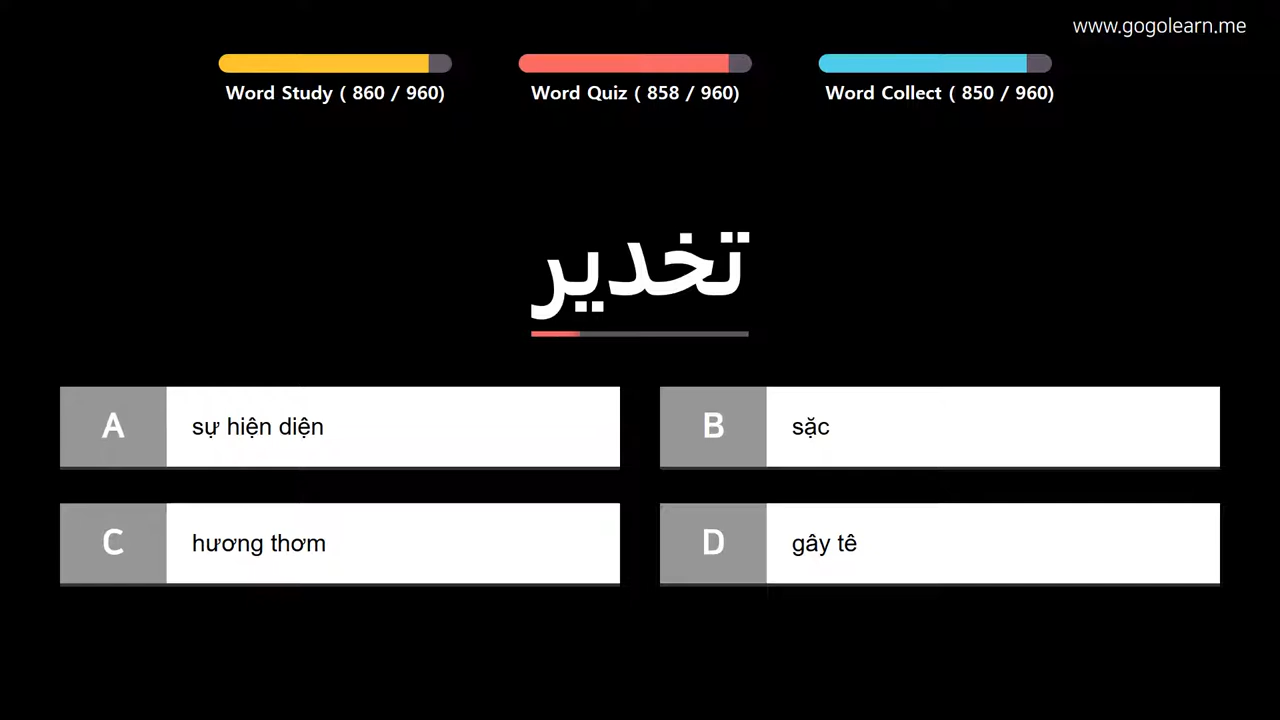 www.gogolearn.me
Word Study ( 860 / 960)
Word Quiz ( 858 / 960)
Word Collect ( 850 / 960)
تخدير
A
sự hiện diện
B
sặc
C
hương thơm
D
gây tê